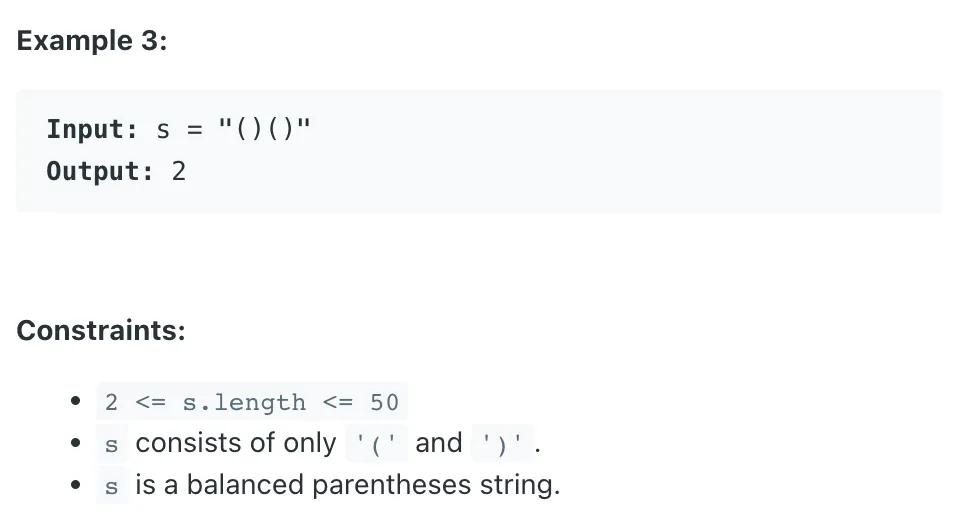 Example 3:
Input: s = "()()"
Output: 2
Constraints:
• 2 <= s.length <= 50
• s consists of only '(' and ')'.
• s is a balanced parentheses string.